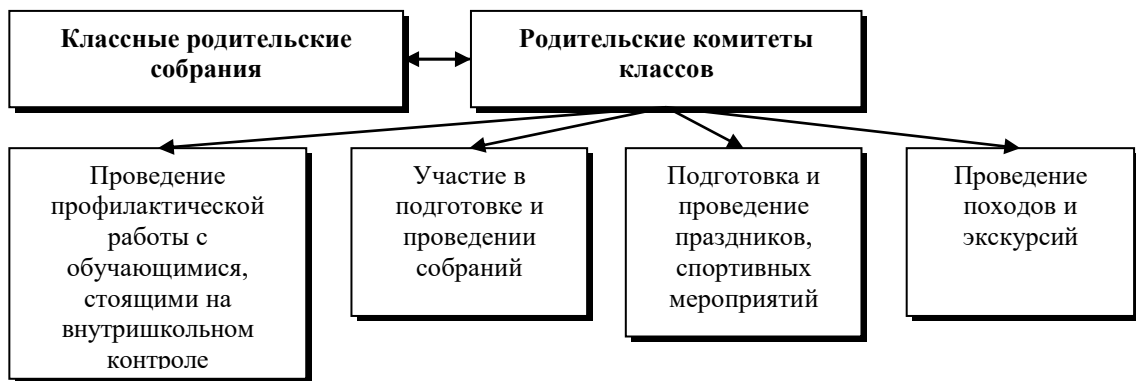 Классные родительские
собрания
Родительские комитеты
классов
Проведение
профилактической
работы с
обучающимися,
стоящими на
внутришкольном
контроле
Участие в
подготовке и
проведении
собраний
Подготовка и
проведение
праздников,
спортивных
мероприятий
Проведение
походов и
экскурсий